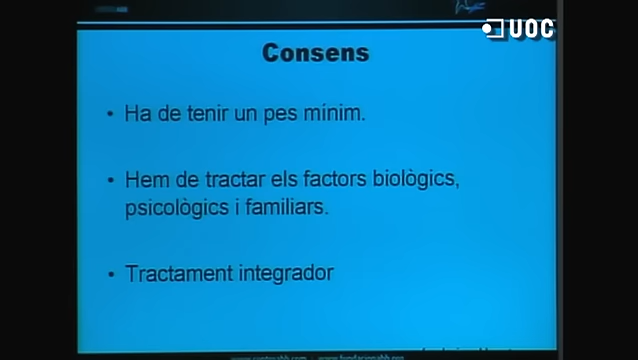 UOC
Consens
• Ha de tenir un pes mínim.
• Hem de tractar els factors biològics,
psicològics i familiars.
• Tractament integrador